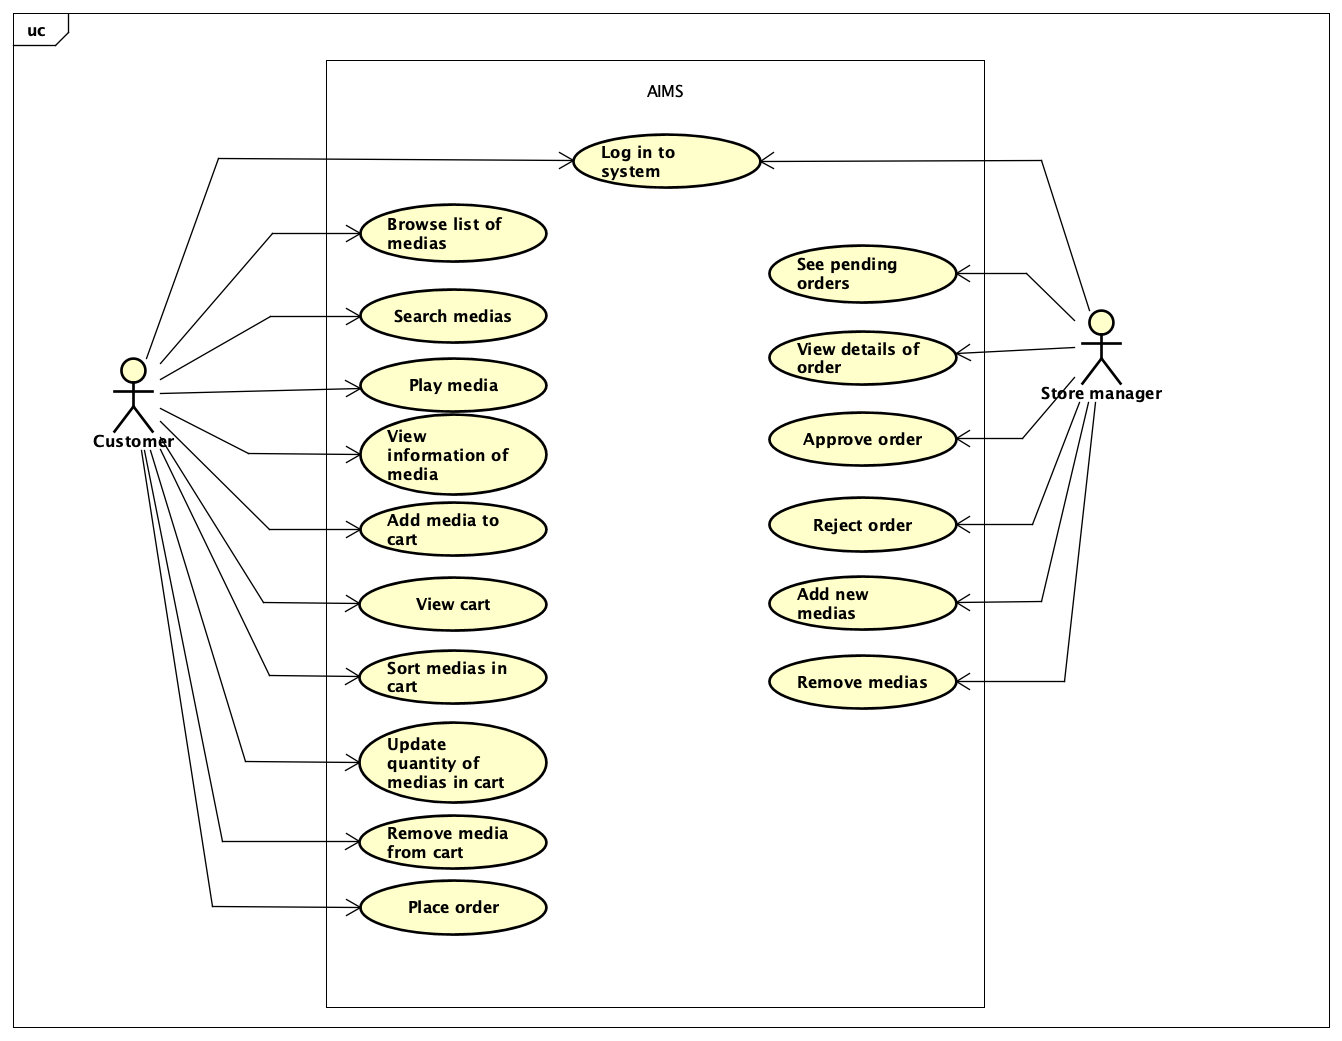 uc
AIMS
Log in to
system
Browse list of
medias
Search medias
Play media
View
information of
media
Add media to
cart
View cart
Sort medias in
cart
Update
quantity of
medias in cart
Remove media
from cart
Place order
Customer
See pending
orders
View details of
order
Approve order
Reject order
Add new
medias
Remove medias
Store manager